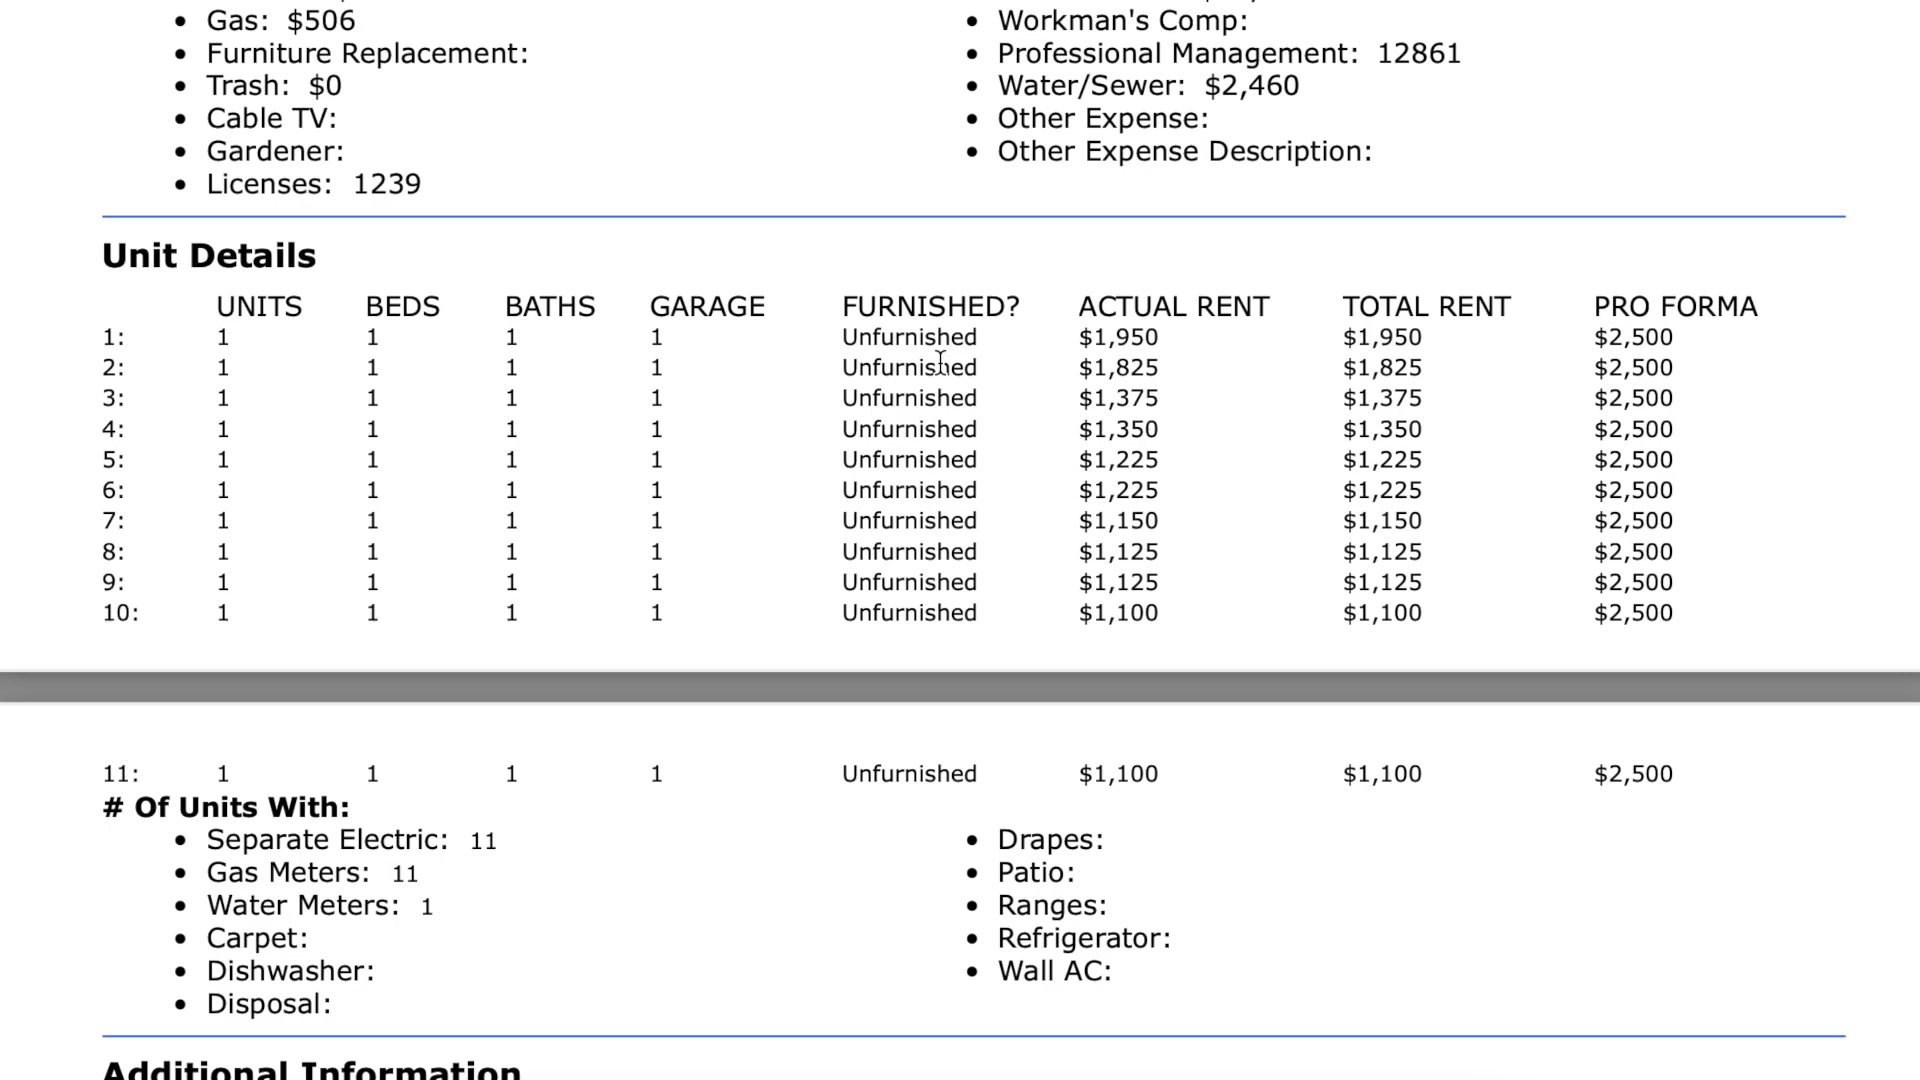 • Gas: $506
• Furniture Replacement:
• Trash: $0
• Cable TV:
• Gardener:
• Licenses: 1239
• Workman's Comp:
• Professional Management: 12861
• Water/Sewer: $2,460
• Other Expense:
• Other Expense Description:
Unit Details
UNITS BEDS BATHS GARAGE FURNISHED? ACTUAL RENT TOTAL RENT PRO FORMA
1: 1 1 1 1 Unfurnished $1,950 $1,950 $2,500
2: 1 1 1 1 Unfurnished $1,825 $1,825 $2,500
3: 1 1 1 1 Unfurnished $1,375 $1,375 $2,500
4: 1 1 1 1 Unfurnished $1,350 $1,350 $2,500
5: 1 1 1 1 Unfurnished $1,225 $1,225 $2,500
6: 1 1 1 1 Unfurnished $1,225 $1,225 $2,500
7: 1 1 1 1 Unfurnished $1,150 $1,150 $2,500
8: 1 1 1 1 Unfurnished $1,125 $1,125 $2,500
9: 1 1 1 1 Unfurnished $1,125 $1,125 $2,500
10: 1 1 1 1 Unfurnished $1,100 $1,100 $2,500
11: 1 1 1 1 Unfurnished $1,100 $1,100 $2,500
# Of Units With:
• Separate Electric: 11
• Gas Meters: 11
• Water Meters: 1
• Carpet:
• Dishwasher:
• Disposal:
• Drapes:
• Patio:
• Ranges:
• Refrigerator:
• Wall AC:
Additional Information